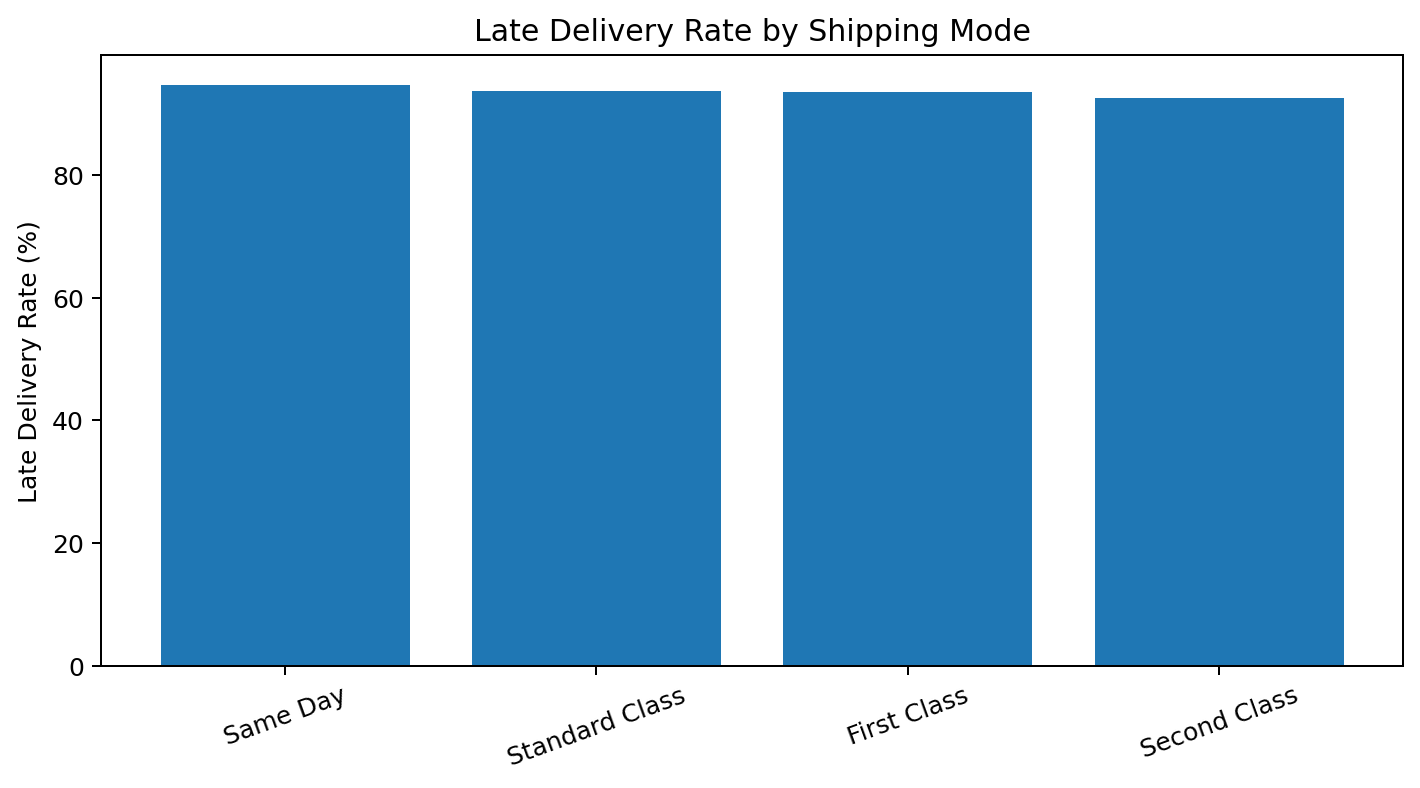 Late Delivery Rate by Shipping Mode
Late Delivery Rate (%)
80
60
40
20
0
Same Day
Standard Class
First Class
Second Class